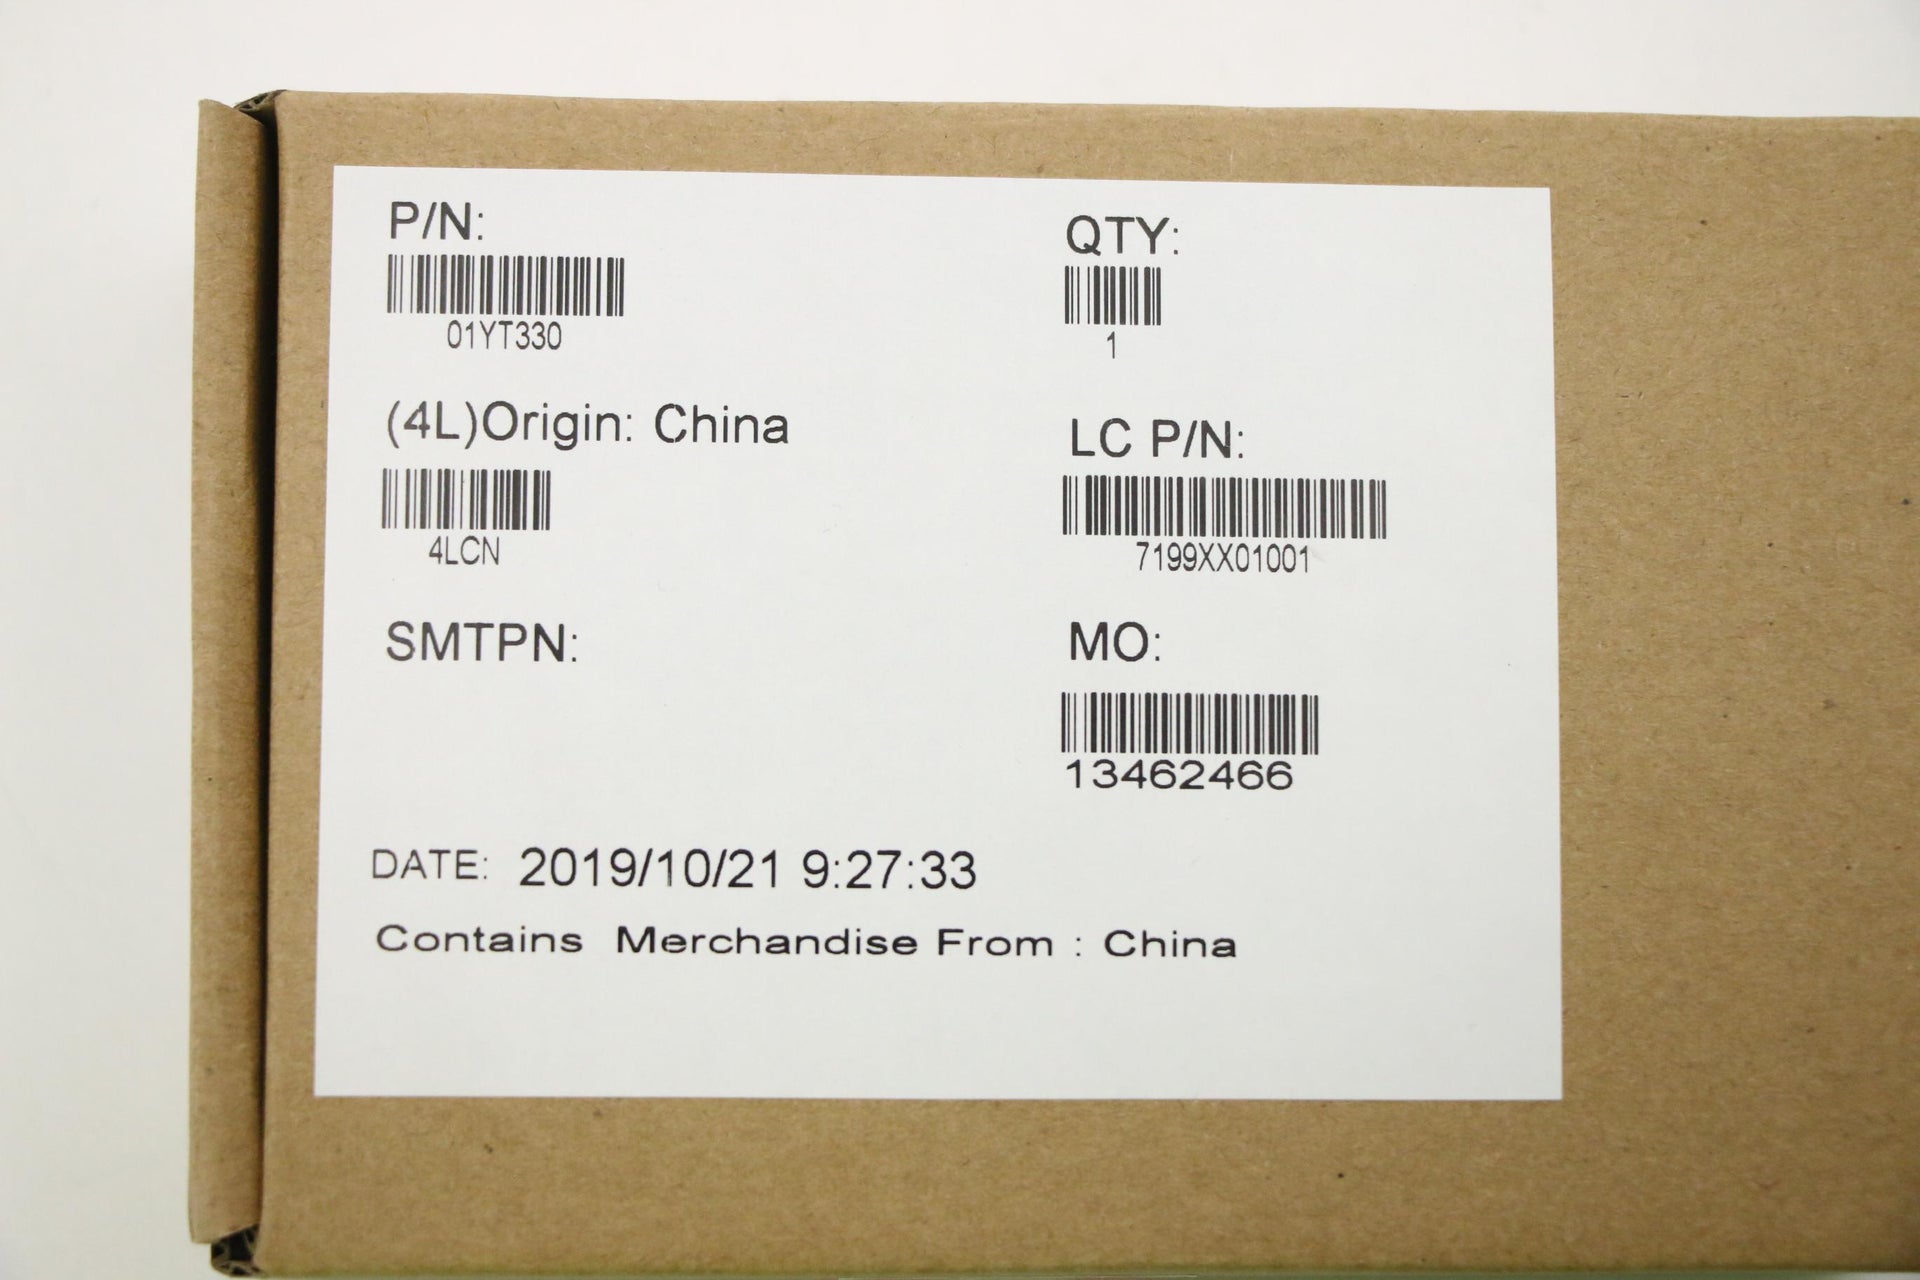 P/N:
01YT330
QTY:
1
(4L)Origin: China
4LCN
LC P/N:
7199XX01001
SMTPN:
MO:
13462466
DATE: 2019/10/21 9:27:33
Contains Merchandise From : China